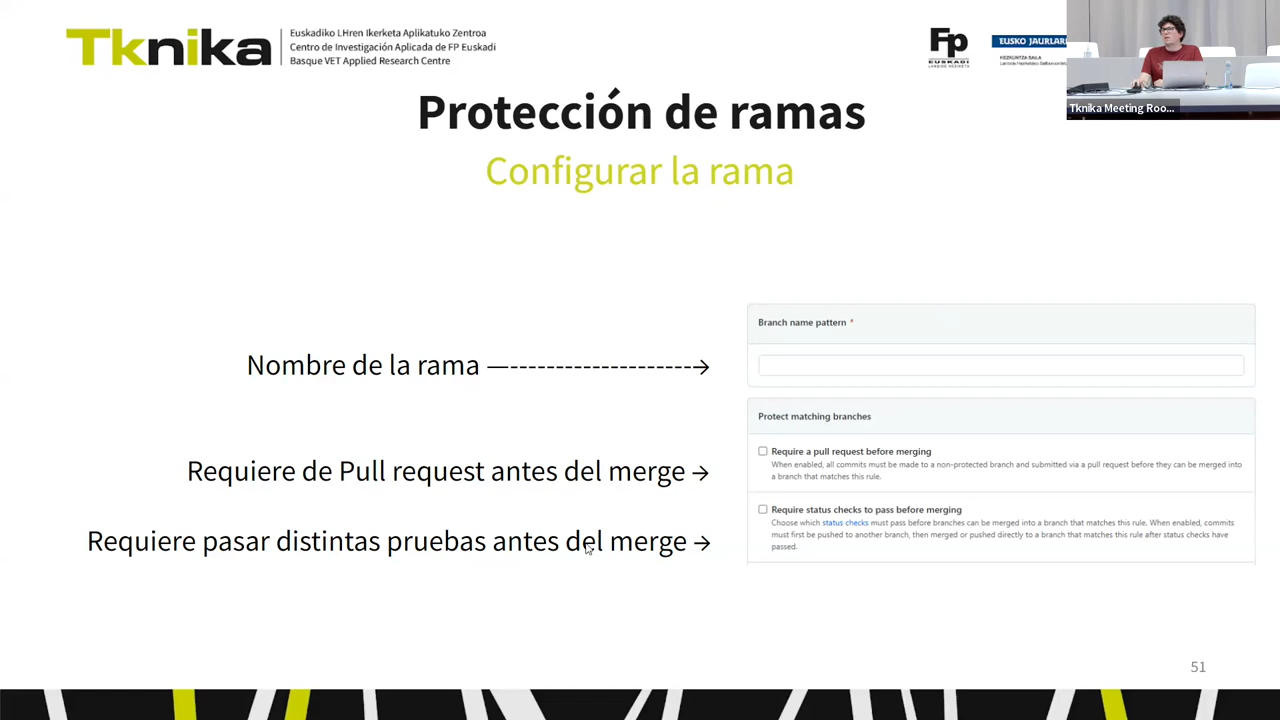 Tknika
Euskadiko LHren Ikerketa Aplikatuko Zentroa
Centro de Investigación Aplicada de FP Euskadi
Basque VET Applied Research Centre
Fp
EUSKADI
LANBIDE HEZIKETA
EUSKO JAURLARI
HEZKUNTZA SAILA
Tknika Meeting Roo...
Protección de ramas
Configurar la rama
Nombre de la rama —--------------------->
Requiere de Pull request antes del merge →
Requiere pasar distintas pruebas antes del merge →
Branch name pattern *
Protect matching branches
Require a pull request before merging
When enabled, all commits must be made to a non-protected branch and submitted via a pull request before they can be merged into
a branch that matches this rule.
Require status checks to pass before merging
Choose which status checks must pass before branches can be merged into a branch that matches this rule. When enabled, commits
must first be pushed to another branch, then merged or pushed directly to a branch that matches this rule after status checks have
passed.
51